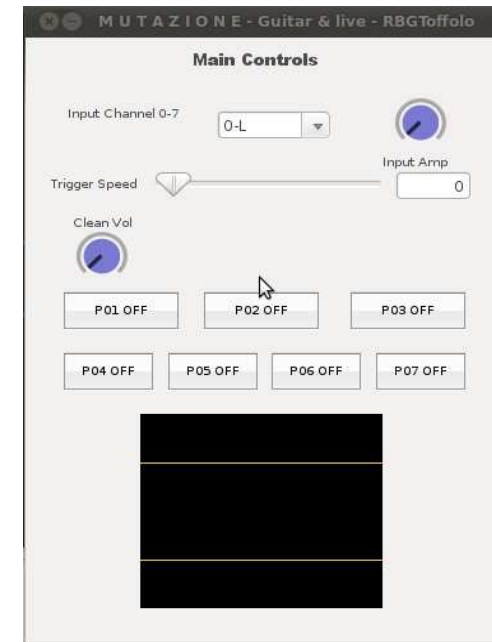 M U T A Z I O N E - Guitar & live - RBGToffolo
Main Controls
Input Channel 0-7
0-L
Input Amp
Trigger Speed
0
Clean Vol
P01 OFF P02 OFF P03 OFF
P04 OFF P05 OFF P06 OFF P07 OFF